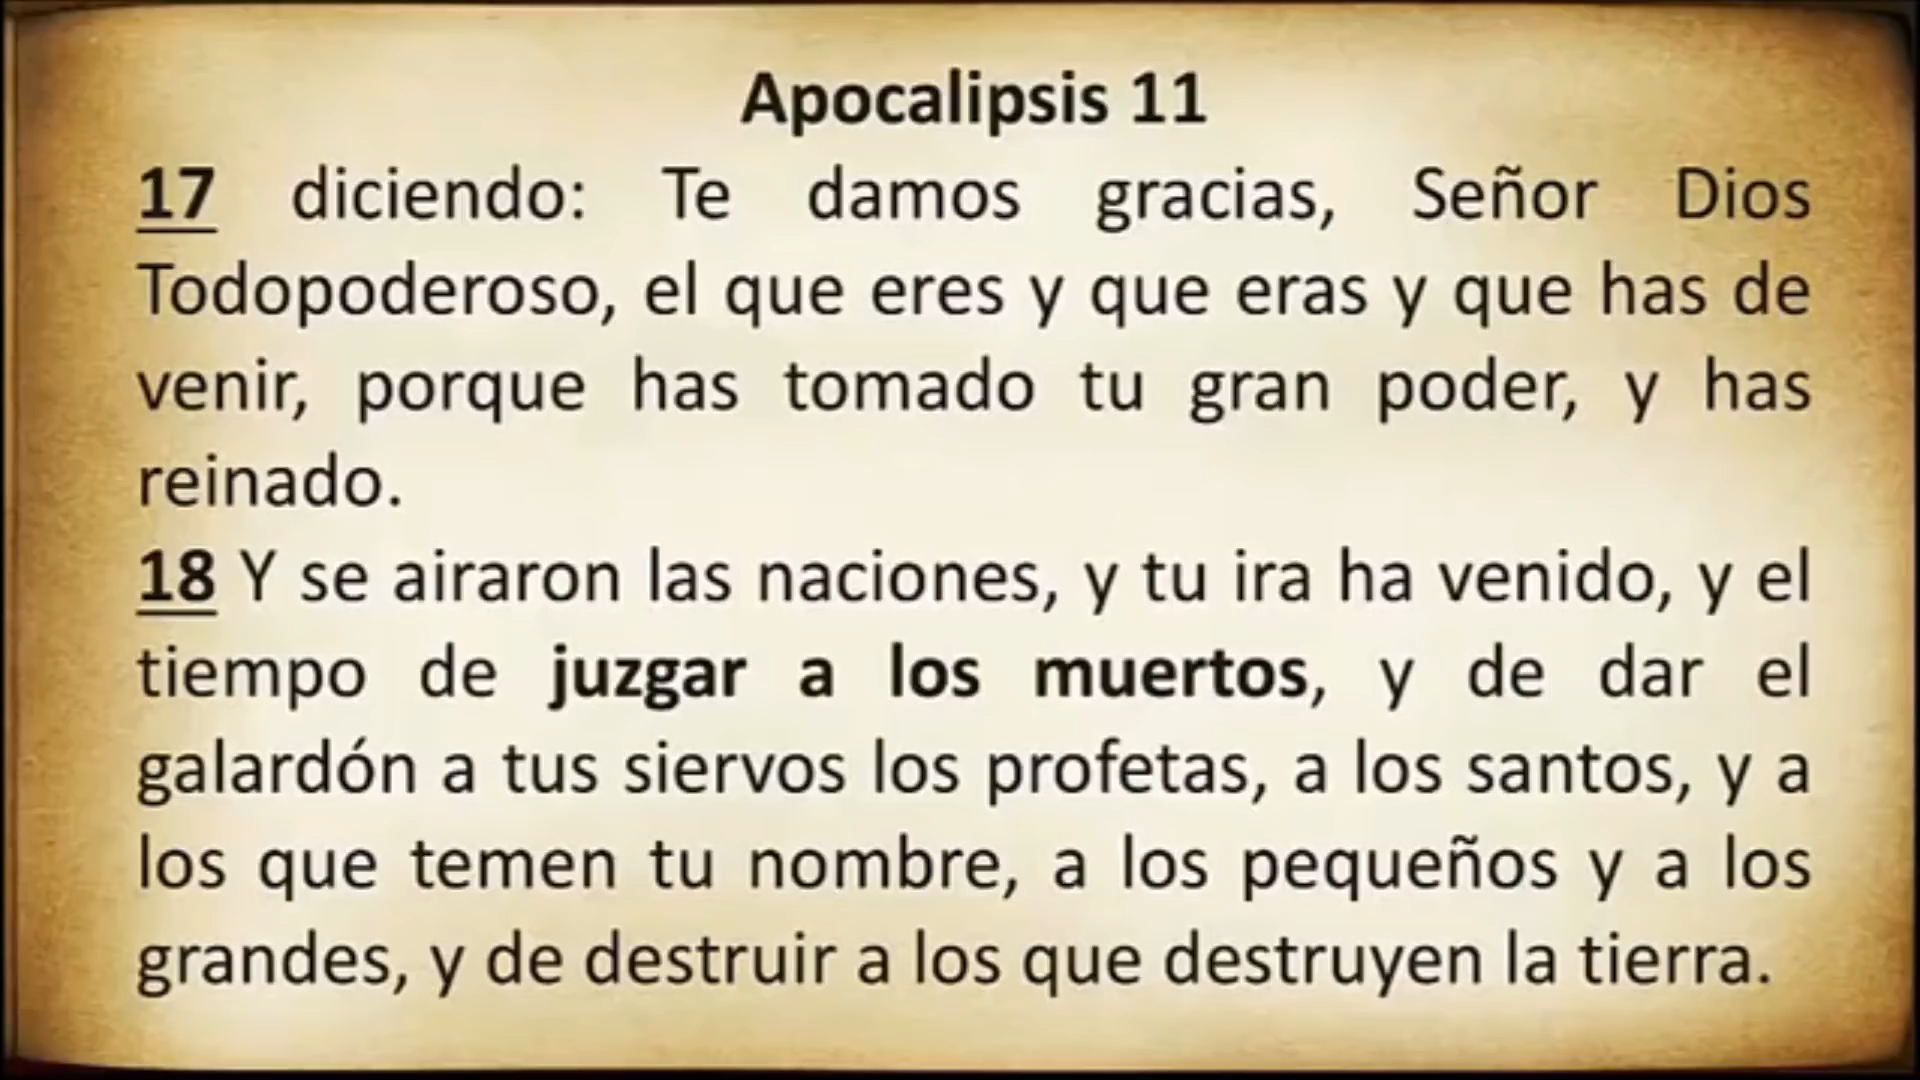 Apocalipsis 11
17 diciendo: Te damos gracias, Señor Dios
Todopoderoso, el que eres y que eras y que has de
venir, porque has tomado tu gran poder, y has
reinado.
18 Y se airaron las naciones, y tu ira ha venido, y el
tiempo de juzgar a los muertos, y de dar el
galardón a tus siervos los profetas, a los santos, y a
los que temen tu nombre, a los pequeños y a los
grandes, y de destruir a los que destruyen la tierra.